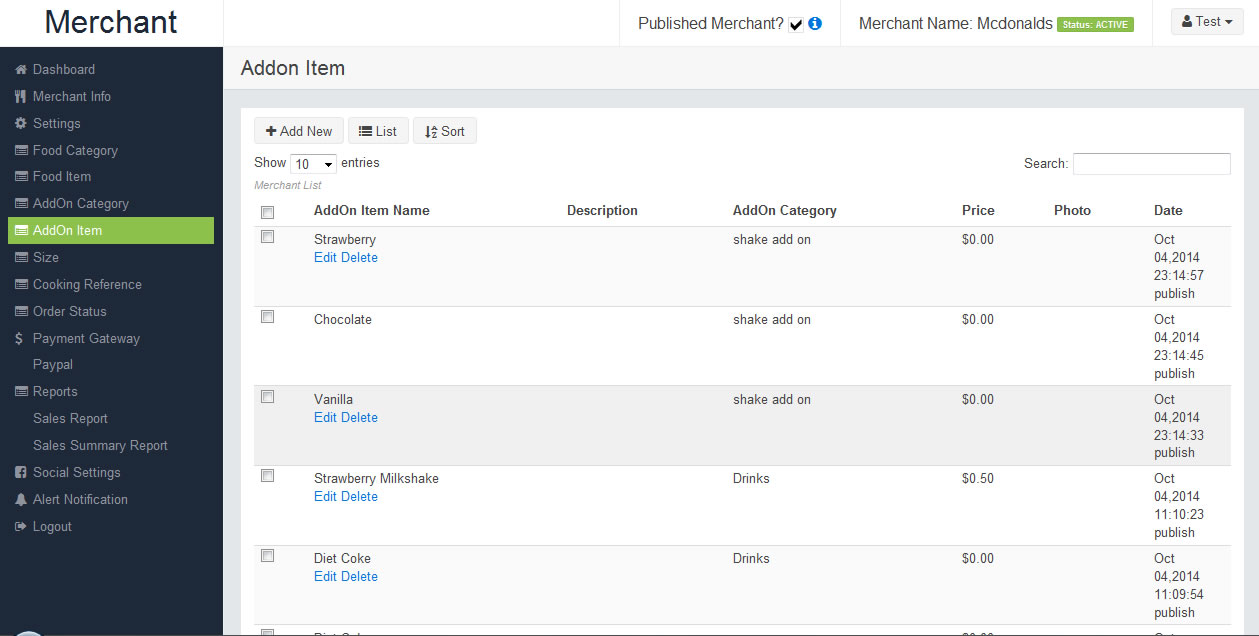 Merchant
Published Merchant?
Merchant Name: Mcdonalds Status: ACTIVE
Test
Dashboard
Merchant Info
Settings
Food Category
Food Item
AddOn Category
AddOn Item
Size
Cooking Reference
Order Status
Payment Gateway
Paypal
Reports
Sales Report
Sales Summary Report
Social Settings
Alert Notification
Logout
Addon Item
Add New List Sort
Show 10 entries Search:
Merchant List
AddOn Item Name Description AddOn Category Price Photo Date
Strawberry shake add on $0.00 Oct
Edit Delete 04,2014
23:14:57
publish
Chocolate shake add on $0.00 Oct
04,2014
23:14:45
publish
Vanilla shake add on $0.00 Oct
Edit Delete 04,2014
23:14:33
publish
Strawberry Milkshake Drinks $0.50 Oct
Edit Delete 04,2014
11:10:23
publish
Diet Coke Drinks $0.00 Oct
Edit Delete 04,2014
11:09:54
publish